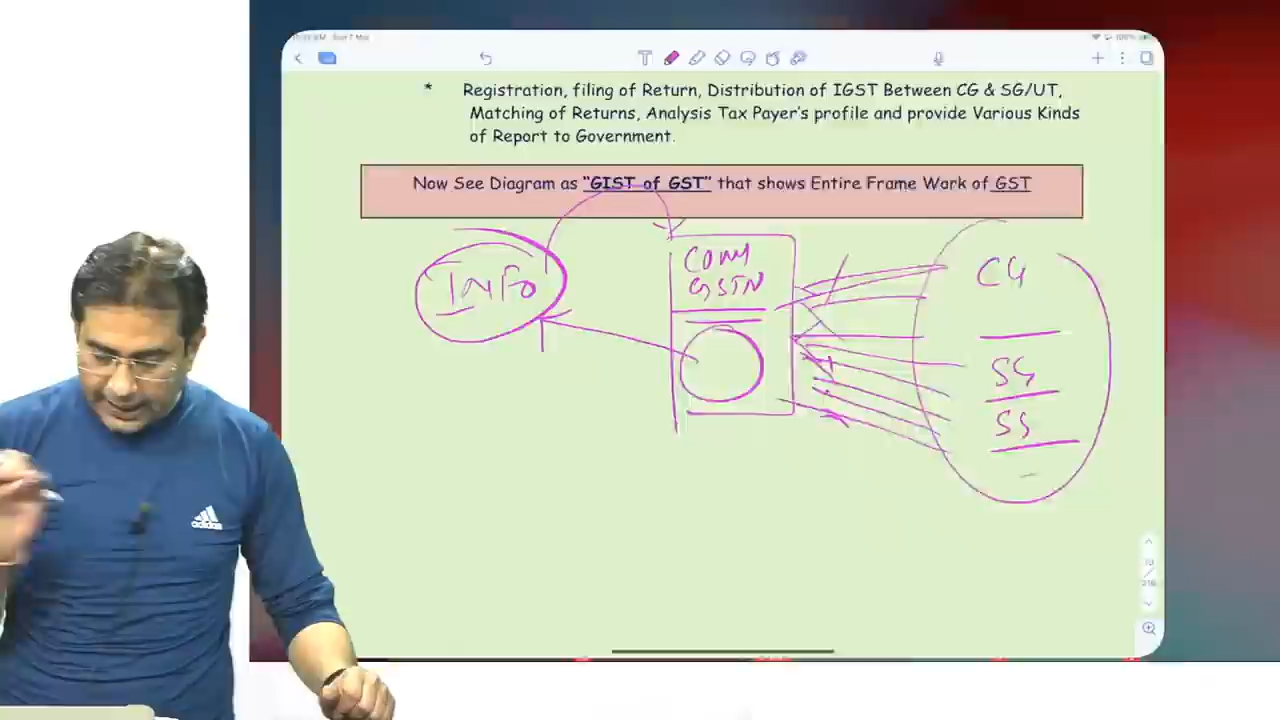 * Registration, filing of Return, Distribution of IGST Between CG & SG/UT,
Matching of Returns, Analysis Tax Payer's profile and provide Various Kinds
of Report to Government.
Now See Diagram as "GIST of GST" that shows Entire Frame Work of GST
INFO
GSTN
CG
SG
SG
adidas
100%